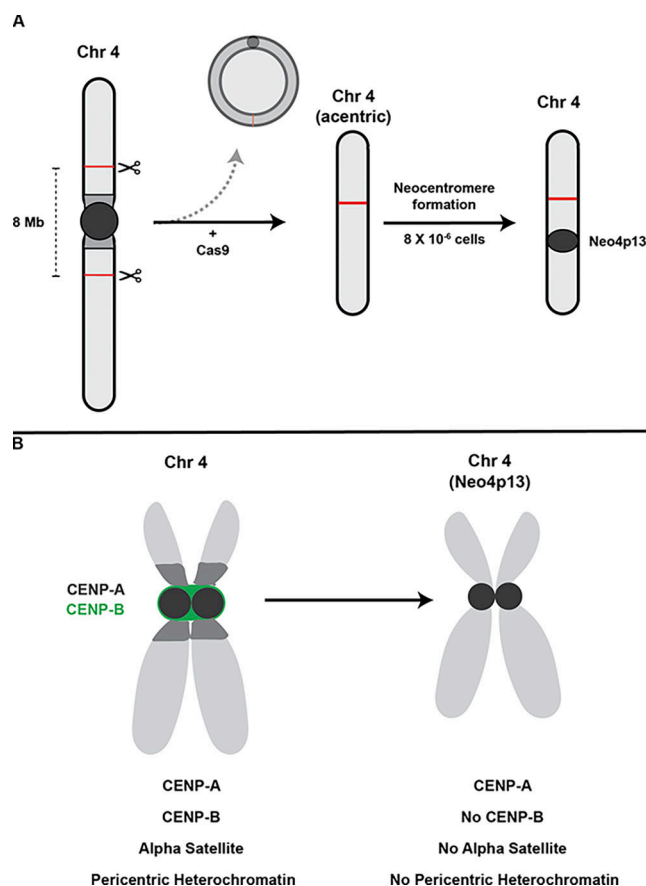 A
Chr 4
8 Mb
+
Cas9
Chr 4
(acentric)
Neocentromere
formation
8 X 10⁻⁶ cells
Chr 4
Neo4p13
B
Chr 4
CENP-A
CENP-B
Chr 4
(Neo4p13)
CENP-A
CENP-B
Alpha Satellite
Pericentric Heterochromatin
CENP-A
No CENP-B
No Alpha Satellite
No Pericentric Heterochromatin